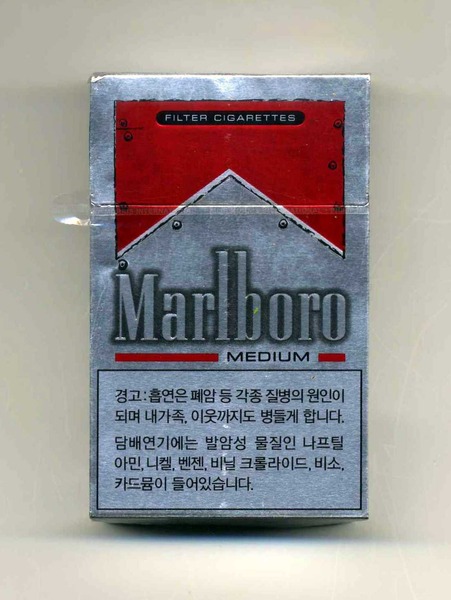 FILTER CIGARETTES
Marlboro
MEDIUM
경고:흡연은 폐암 등 각종 질병의 원인이
되며 내가족, 이웃까지도 병들게 합니다.
담배연기에는 발암성 물질인 나프틸
아민, 니켈, 벤젠, 비닐 크롤라이드, 비소,
카드뮴이 들어있습니다.